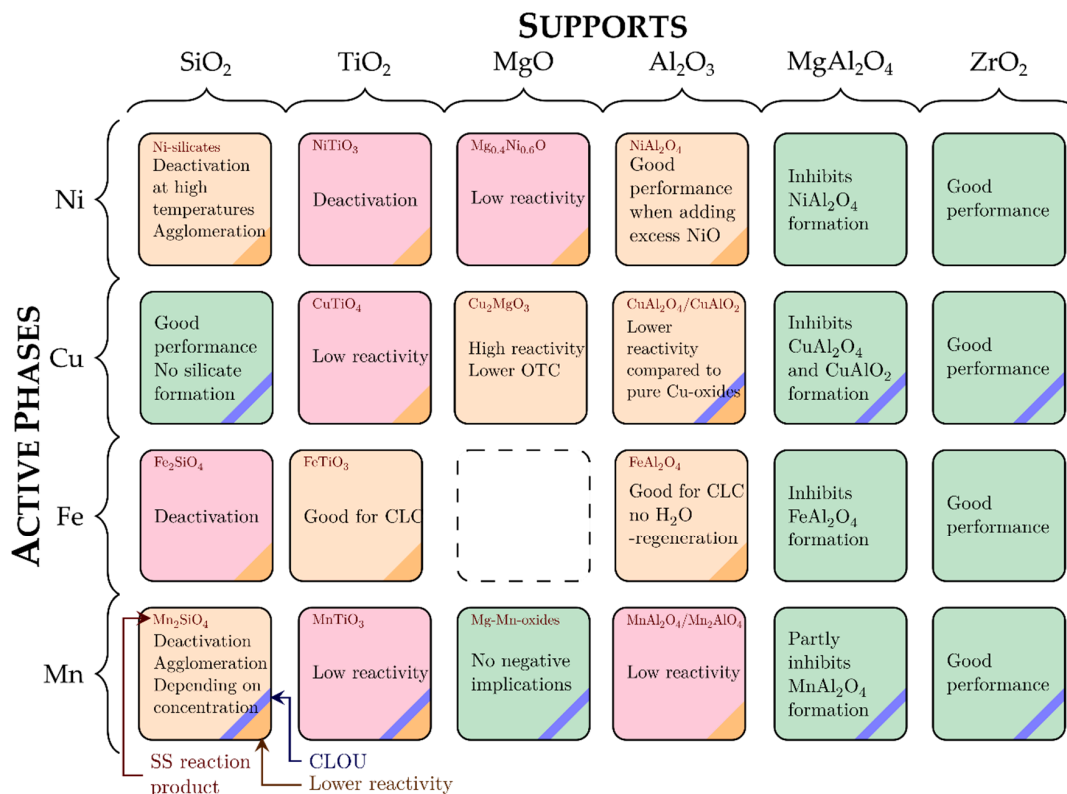 SUPPORTS
SiO₂ TiO₂ MgO Al₂O₃ MgAl₂O₄ ZrO₂
ACTIVE PHASES
Ni
Ni-silicates
Deactivation
at high
temperatures
Agglomeration
NiTiO₃
Deactivation
Mg₀.₄Ni₀.₆O
Low reactivity
NiAl₂O₄
Good
performance
when adding
excess NiO
Inhibits
NiAl₂O₄
formation
Good
performance
Cu
Good
performance
No silicate
formation
CuTiO₄
Low reactivity
Cu₂MgO₃
High reactivity
Lower OTC
CuAl₂O₄/CuAlO₂
Lower
reactivity
compared to
pure Cu-oxides
Inhibits
CuAl₂O₄
and CuAlO₂
formation
Good
performance
Fe
Fe₂SiO₄
Deactivation
FeTiO₃
Good for CLC
FeAl₂O₄
Good for CLC
no H₂O
-regeneration
Inhibits
FeAl₂O₄
formation
Good
performance
Mn
Mn₂SiO₄
Deactivation
Agglomeration
Depending on
concentration
MnTiO₃
Low reactivity
Mg-Mn-oxides
No negative
implications
MnAl₂O₄/Mn₂AlO₄
Low reactivity
Partly
inhibits
MnAl₂O₄
formation
Good
performance
SS reaction
product
CLOU
Lower reactivity